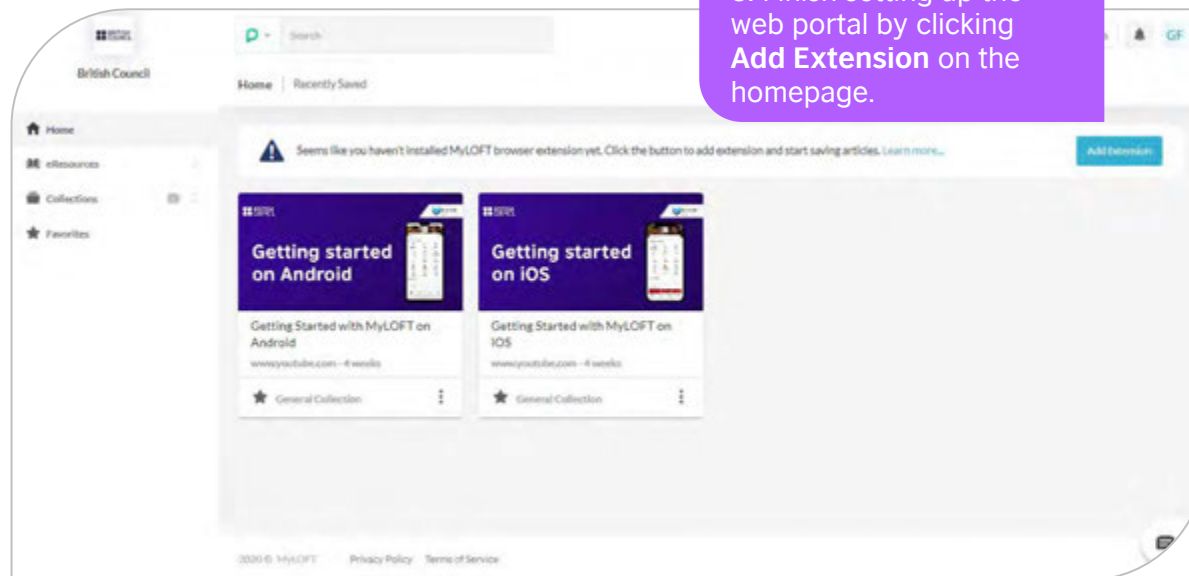 web portal by clicking
Add Extension on the
homepage.
British Council
Search
GF
Home | Recently Saved
Home
eResources
Collections
Favorites
Seems like you haven't installed MyLOFT browser extension yet. Click the button to add extension and start saving articles. Learn more...
Add Extension
Getting started
on Android
Getting started
on iOS
Getting Started with MyLOFT on
Android
www.youtube.com - 4 weeks
General Collection
Getting Started with MyLOFT on
iOS
www.youtube.com - 4 weeks
General Collection
2020 © MyLOFT Privacy Policy Terms of Service